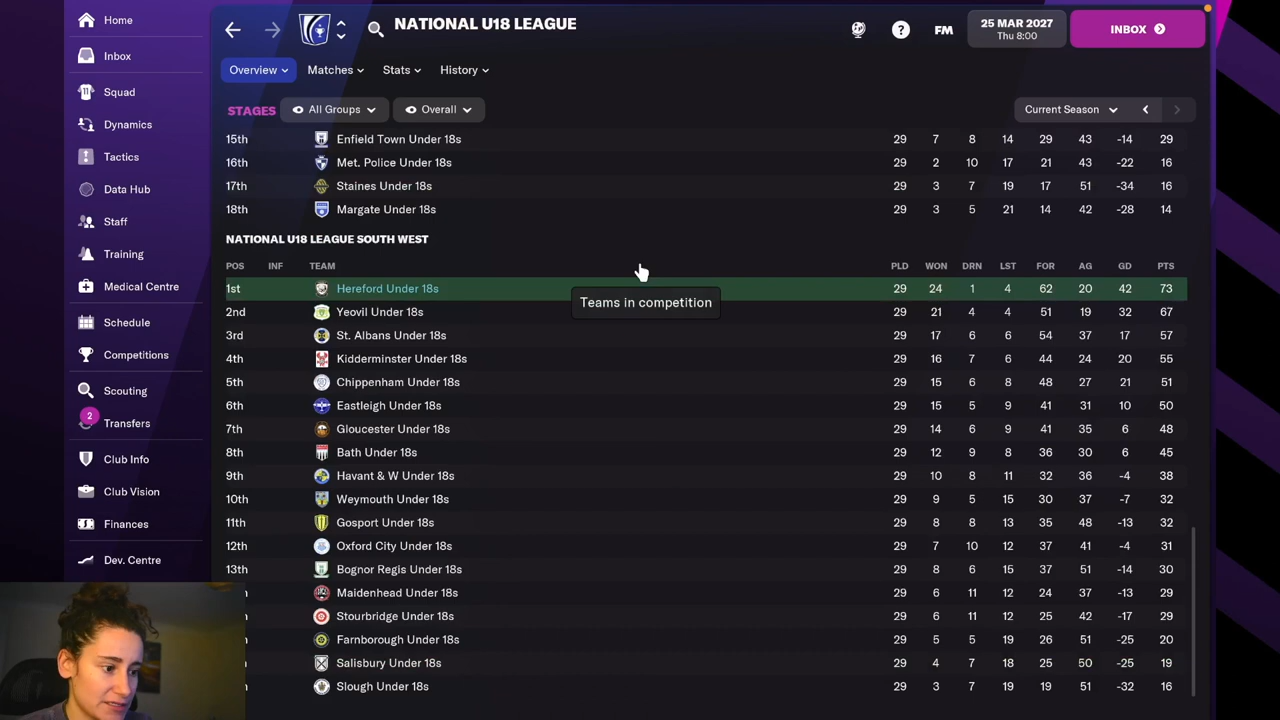 NATIONAL U18 LEAGUE
25 MAR 2027
Thu 8:00
FM
INBOX
Home
Inbox
Squad
Dynamics
Tactics
Data Hub
Staff
Training
Medical Centre
Schedule
Competitions
Scouting
2
Transfers
Club Info
Club Vision
Finances
Dev. Centre
Overview Matches Stats History
STAGES All Groups Overall Current Season
15th Enfield Town Under 18s 29 7 8 14 29 43 -14 29
16th Met. Police Under 18s 29 2 10 17 21 43 -22 16
17th Staines Under 18s 29 3 7 19 17 51 -34 16
18th Margate Under 18s 29 3 5 21 14 42 -28 14
NATIONAL U18 LEAGUE SOUTH WEST
POS INF TEAM PLD WON DRN LST FOR AG GD PTS
1st Hereford Under 18s 29 24 1 4 62 20 42 73
Teams in competition
2nd Yeovil Under 18s 29 21 4 4 51 19 32 67
3rd St. Albans Under 18s 29 17 6 6 54 37 17 57
4th Kidderminster Under 18s 29 16 7 6 44 24 20 55
5th Chippenham Under 18s 29 15 6 8 48 27 21 51
6th Eastleigh Under 18s 29 15 5 9 41 31 10 50
7th Gloucester Under 18s 29 14 6 9 41 35 6 48
8th Bath Under 18s 29 12 9 8 36 30 6 45
9th Havant & W Under 18s 29 10 8 11 32 36 -4 38
10th Weymouth Under 18s 29 9 5 15 30 37 -7 32
11th Gosport Under 18s 29 8 8 13 35 48 -13 32
12th Oxford City Under 18s 29 7 10 12 37 41 -4 31
13th Bognor Regis Under 18s 29 8 6 15 37 51 -14 30
Maidenhead Under 18s 29 6 11 12 24 37 -13 29
Stourbridge Under 18s 29 6 11 12 25 42 -17 29
Farnborough Under 18s 29 5 5 19 26 51 -25 20
Salisbury Under 18s 29 4 7 18 25 50 -25 19
Slough Under 18s 29 3 7 19 19 51 -32 16